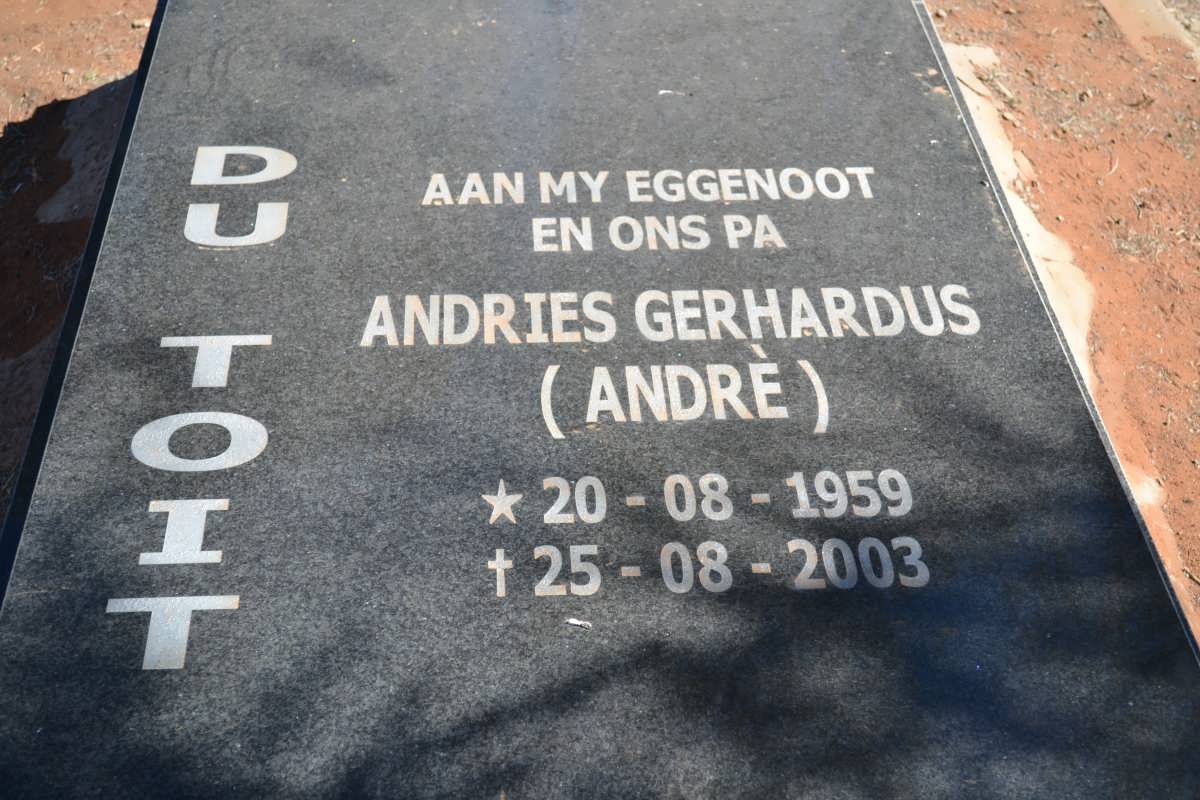 DU TOIT
AAN MY EGGENOOT
EN ONS PA
ANDRIES GERHARDUS
( ANDRÈ )
★ 20 - 08 - 1959
✝ 25 - 08 - 2003